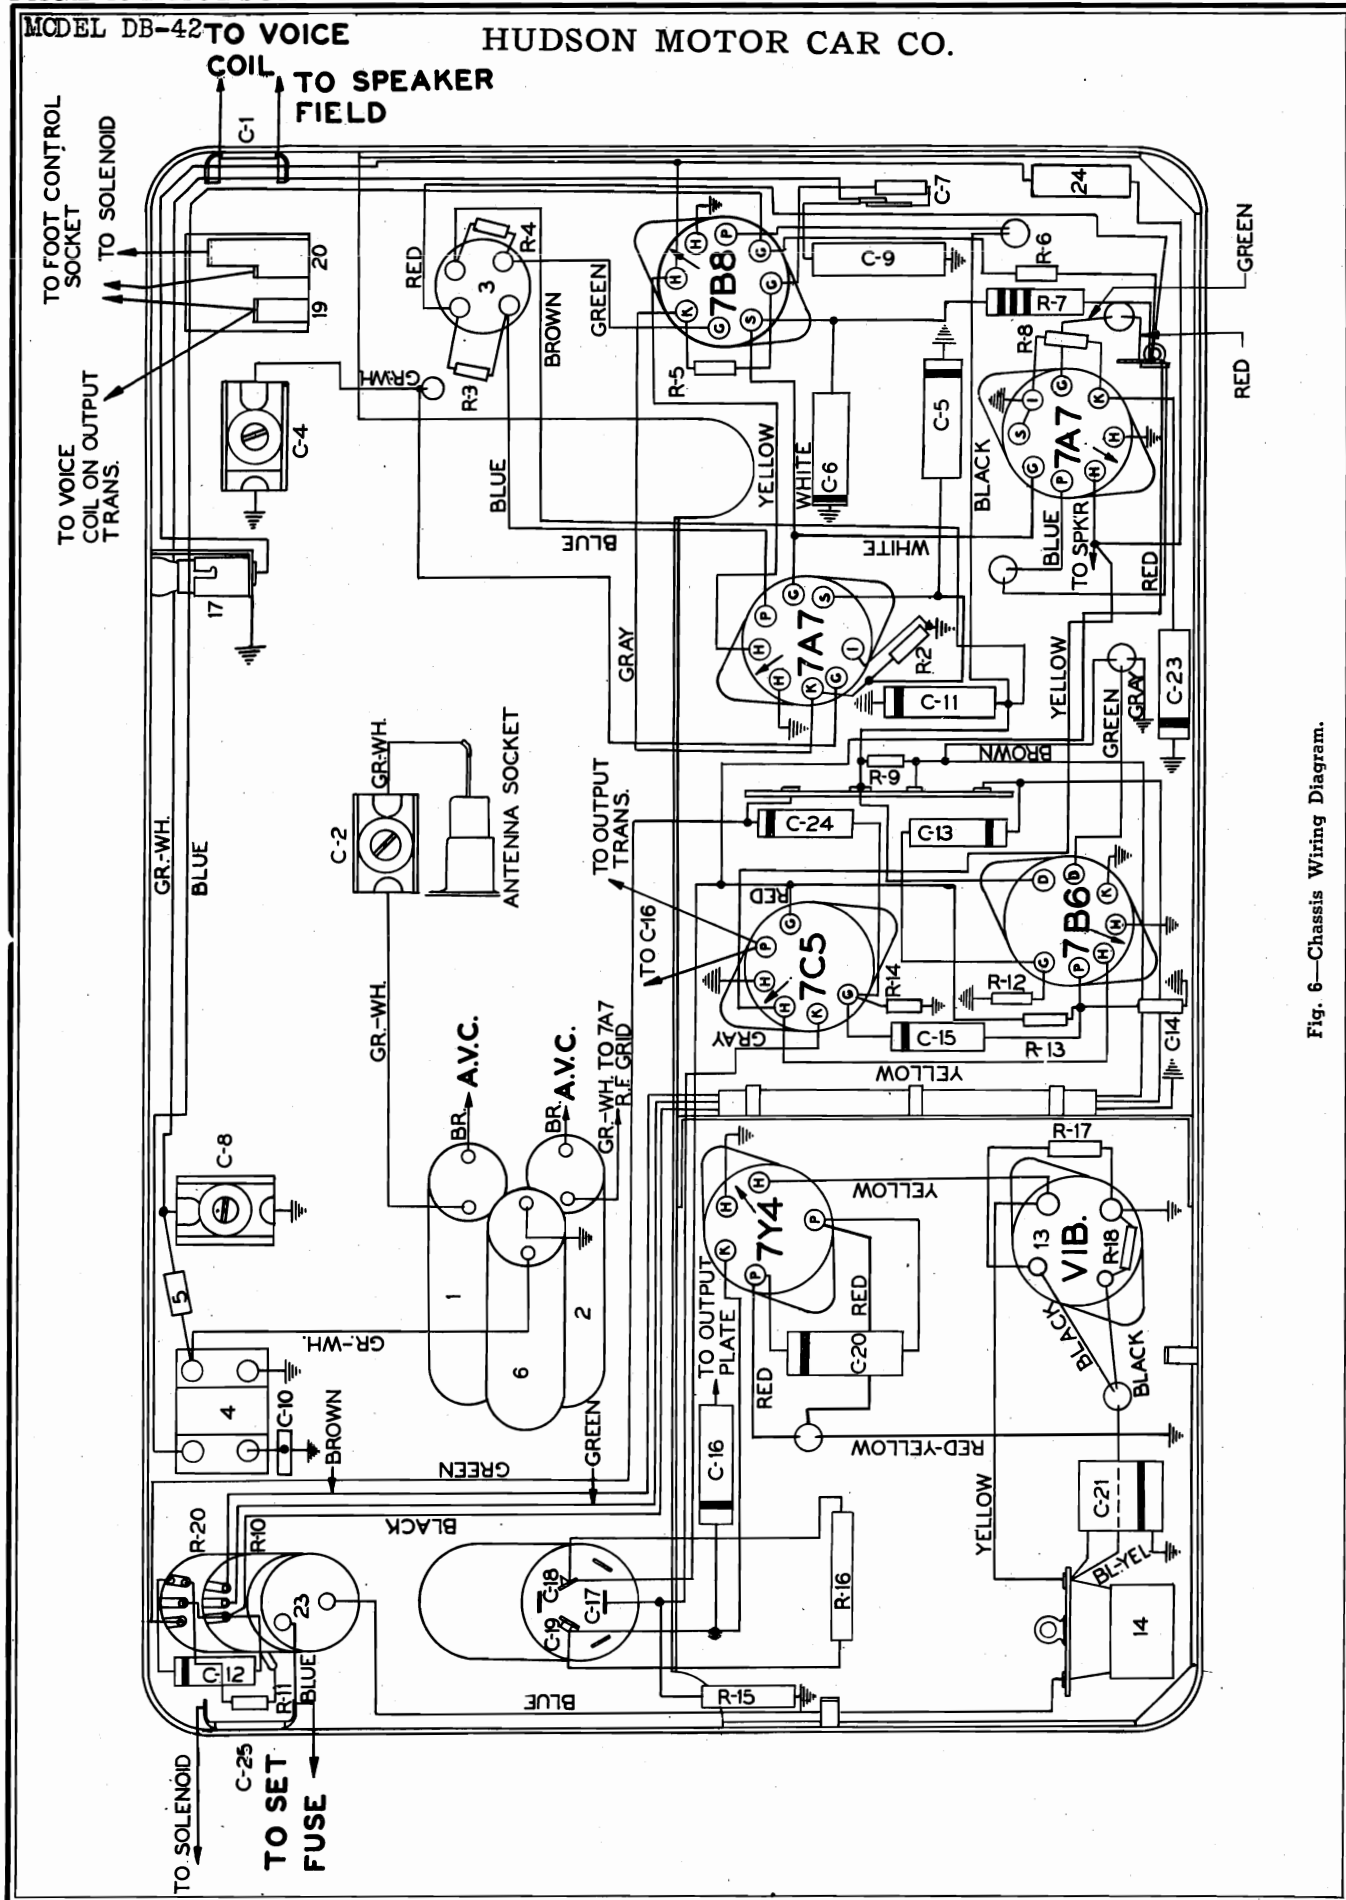 MODEL DB-42
HUDSON MOTOR CAR CO.
TO VOICE
COIL
TO SPEAKER
FIELD
C-1
TO FOOT CONTROL
SOCKET
TO SOLENOID
20
19
TO VOICE
COIL ON OUTPUT
TRANS.
C-4
GR-WH
RED
R-4
3
R-3
BROWN
GREEN
BLUE
7B8
H
P
G
G
S
G
K
H
R-5
C-7
24
C-9
R-6
R-7
GREEN
RED
R-8
C-5
C-6
YELLOW
WHITE
BLACK
7A7
I
G
K
H
H
P
G
S
BLUE
TO SPK'R
RED
17
BLUE
WHITE
GRAY
7A7
G
S
I
G
K
H
H
P
R-2
C-11
YELLOW
GREEN
GRAY
C-23
GR.-WH.
BLUE
C-2
GR-WH.
ANTENNA SOCKET
GR.-WH.
TO OUTPUT
TRANS.
R-9
BROWN
C-24
C-13
TO C-16
RED
7C5
G
P
H
H
K
G
R-14
GRAY
C-15
7B6
D
D
K
H
H
P
G
R-12
R-13
C-14
YELLOW
C-8
5
4
C-10
BR.
A.V.C.
BR.
A.V.C.
GR.-WH. TO 7A7
R.F. GRID
1
6
2
GR.-WH.
BROWN
GREEN
GREEN
BLACK
7Y4
H
H
K
P
P
YELLOW
R-17
VIB.
13
R-18
TO OUTPUT
PLATE
RED
RED
C-20
BLACK
BLACK
RED-YELLOW
C-16
YELLOW
C-21
BL-YEL
R-20
R-10
23
C-12
R-11
BLUE
C-25
C-18
C-17
C-19
R-16
14
BLUE
R-15
TO SOLENOID
TO SET
FUSE
Fig. 6—Chassis Wiring Diagram.